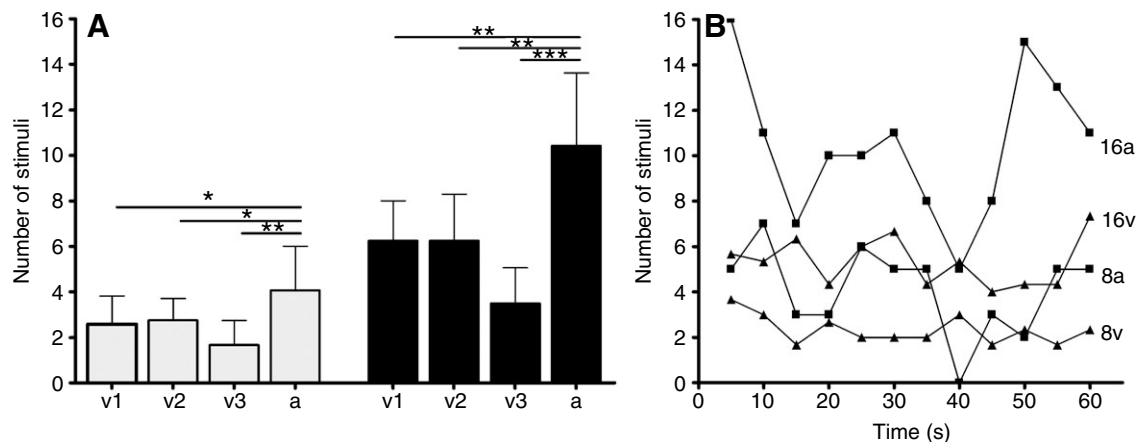 A
Number of stimuli
16
14
12
10
8
6
4
2
0
*
*
**
**
**
***
v1 v2 v3 a v1 v2 v3 a
B
Number of stimuli
16
14
12
10
8
6
4
2
0
16a
16v
8a
8v
0 10 20 30 40 50 60
Time (s)